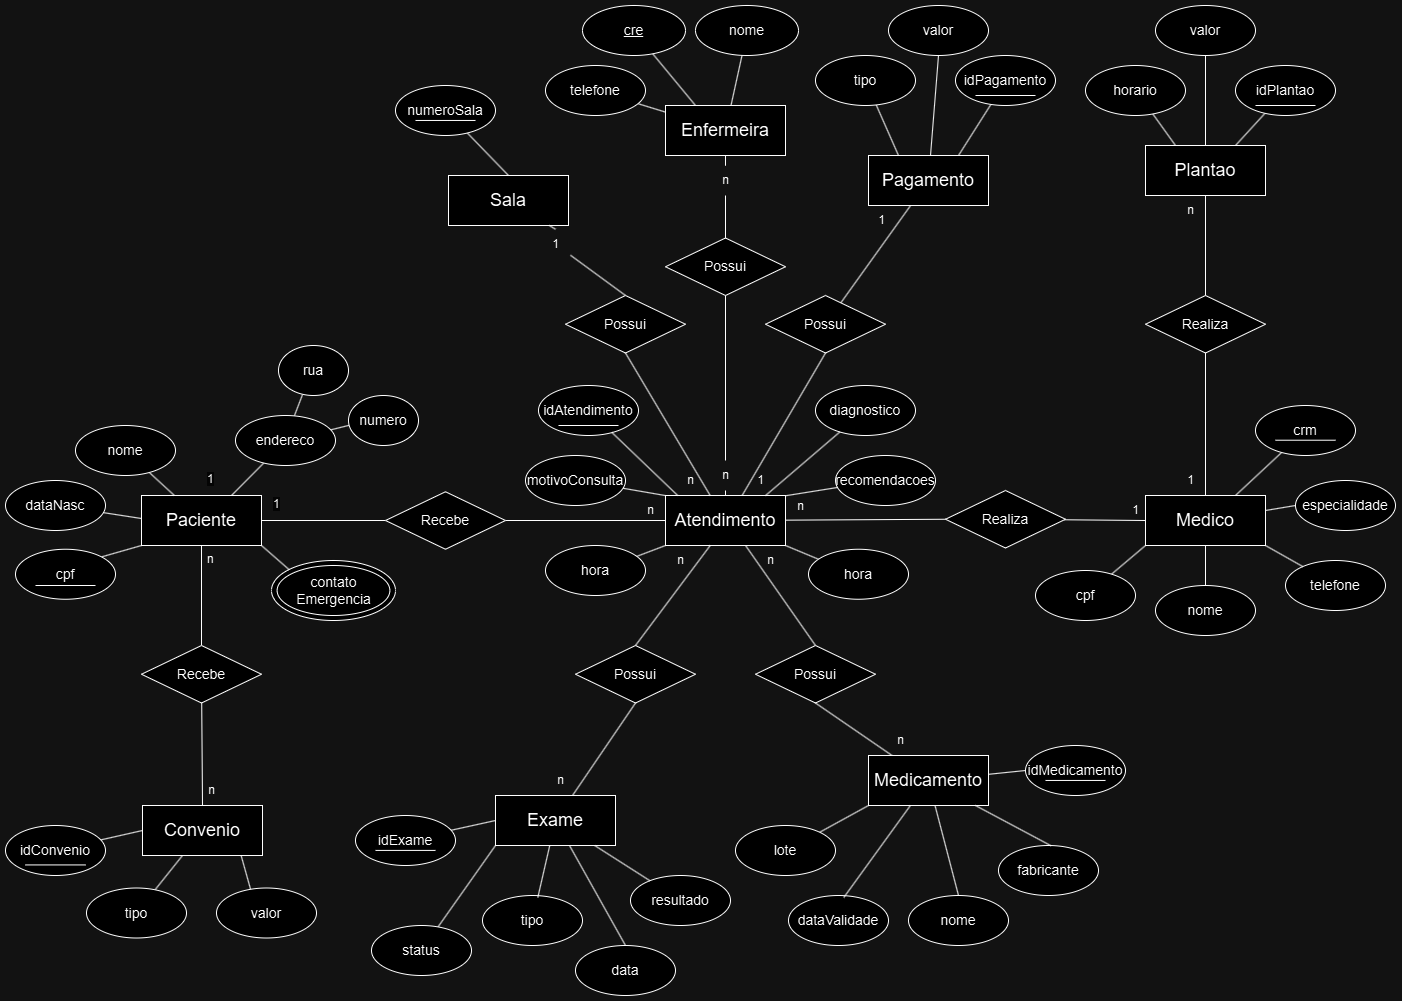 cre
nome
valor
valor
telefone
tipo
idPagamento
horario
idPlantao
numeroSala
Enfermeira
Pagamento
Plantao
Sala
n
1
n
1
Possui
Possui
Possui
Realiza
rua
endereco
numero
idAtendimento
diagnostico
nome
crm
1
motivoConsulta
n
n
1
recomendacoes
1
dataNasc
1
n
n
1
especialidade
Paciente
Recebe
Atendimento
Realiza
Medico
n
n
n
cpf
contato
Emergencia
hora
hora
cpf
nome
telefone
Recebe
Possui
Possui
n
n
n
idMedicamento
Medicamento
Convenio
Exame
idConvenio
idExame
lote
fabricante
tipo
valor
status
tipo
resultado
data
dataValidade
nome